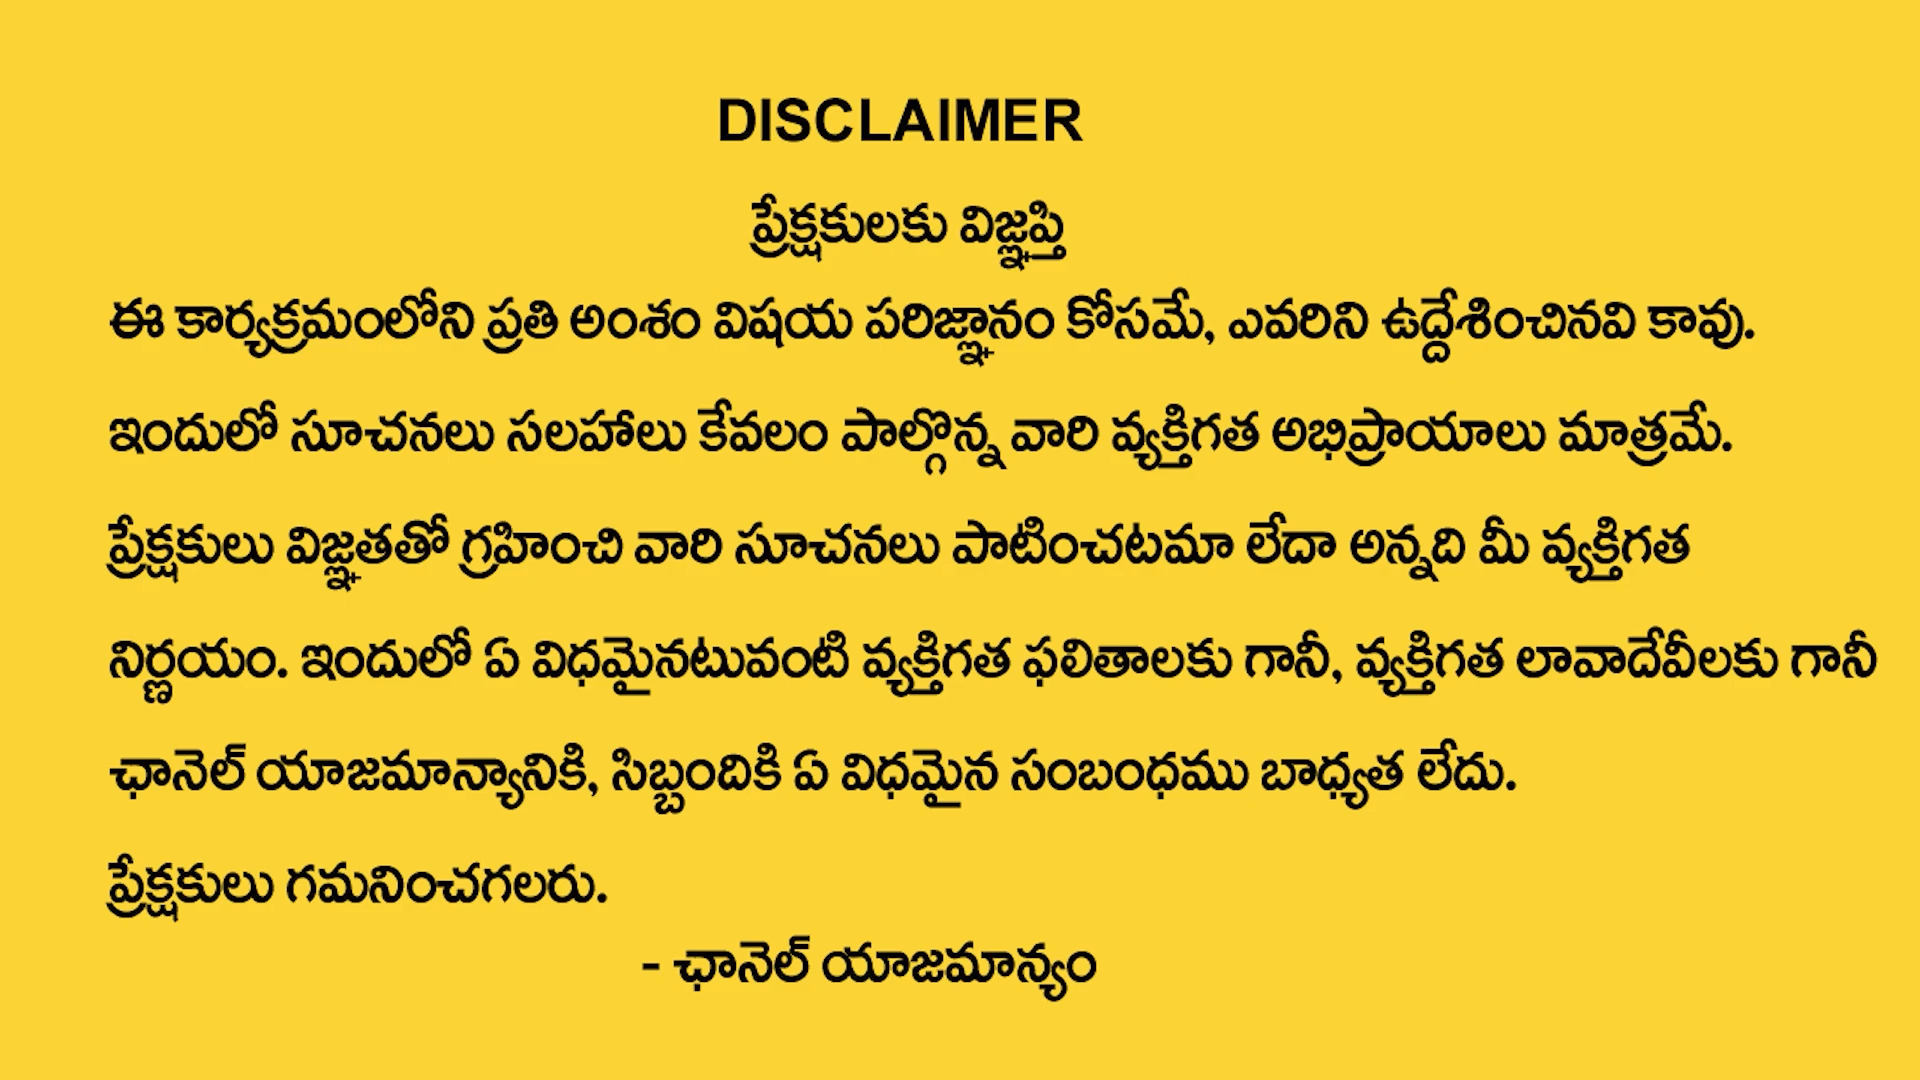 DISCLAIMER
ప్రేక్షకులకు విజ్ఞప్తి
ఈ కార్యక్రమంలోని ప్రతి అంశం విషయ పరిజ్ఞానం కోసమే, ఎవరిని ఉద్దేశించినవి కావు.
ఇందులో సూచనలు సలహాలు కేవలం పాల్గొన్న వారి వ్యక్తిగత అభిప్రాయాలు మాత్రమే.
ప్రేక్షకులు విజ్ఞతతో గ్రహించి వారి సూచనలు పాటించటమా లేదా అన్నది మీ వ్యక్తిగత
నిర్ణయం. ఇందులో ఏ విధమైనటువంటి వ్యక్తిగత ఫలితాలకు గానీ, వ్యక్తిగత లావాదేవీలకు గానీ
ఛానెల్ యాజమాన్యానికి, సిబ్బందికి ఏ విధమైన సంబంధము బాధ్యత లేదు.
ప్రేక్షకులు గమనించగలరు.
- ఛానెల్ యాజమాన్యం